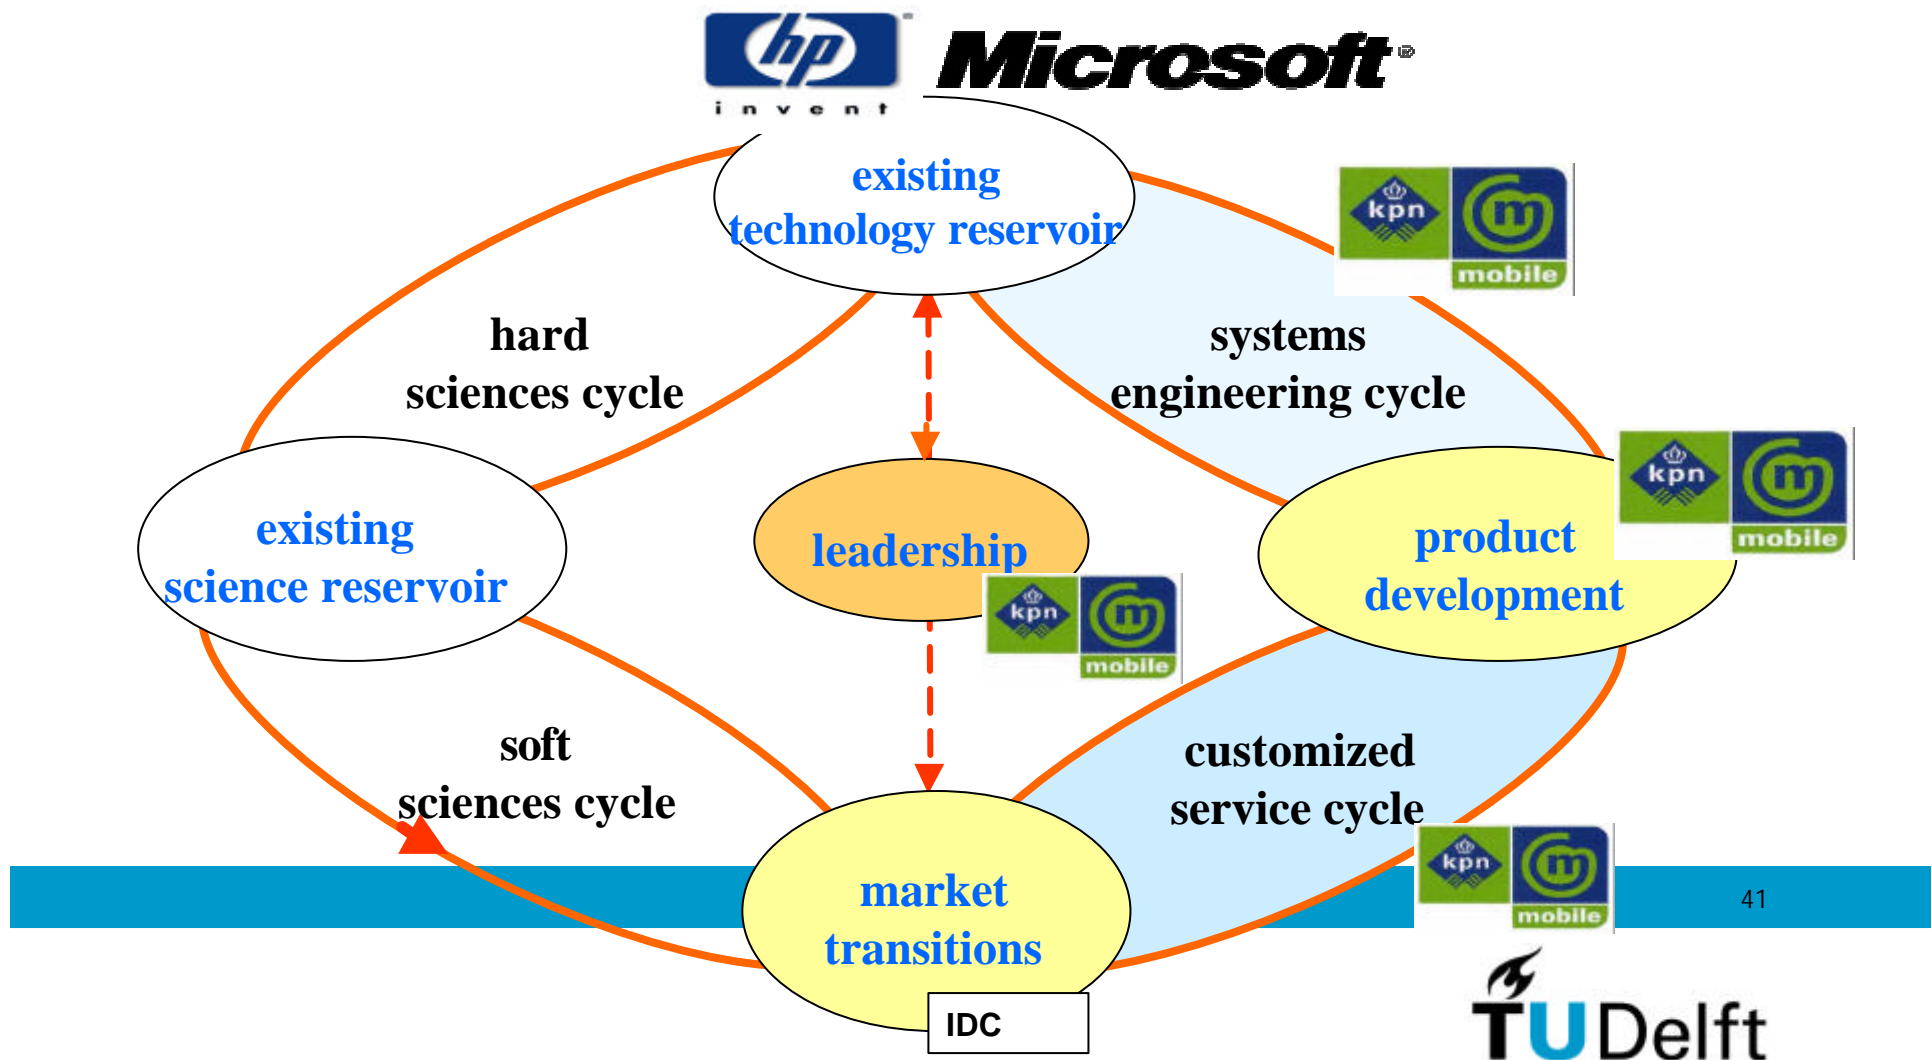 hp
invent
Microsoft®
existing
technology reservoir
kpn m
mobile
hard
sciences cycle
systems
engineering cycle
kpn m
mobile
existing
science reservoir
leadership
product
development
kpn m
mobile
soft
sciences cycle
customized
service cycle
kpn m
mobile
market
transitions
41
IDC
TU Delft